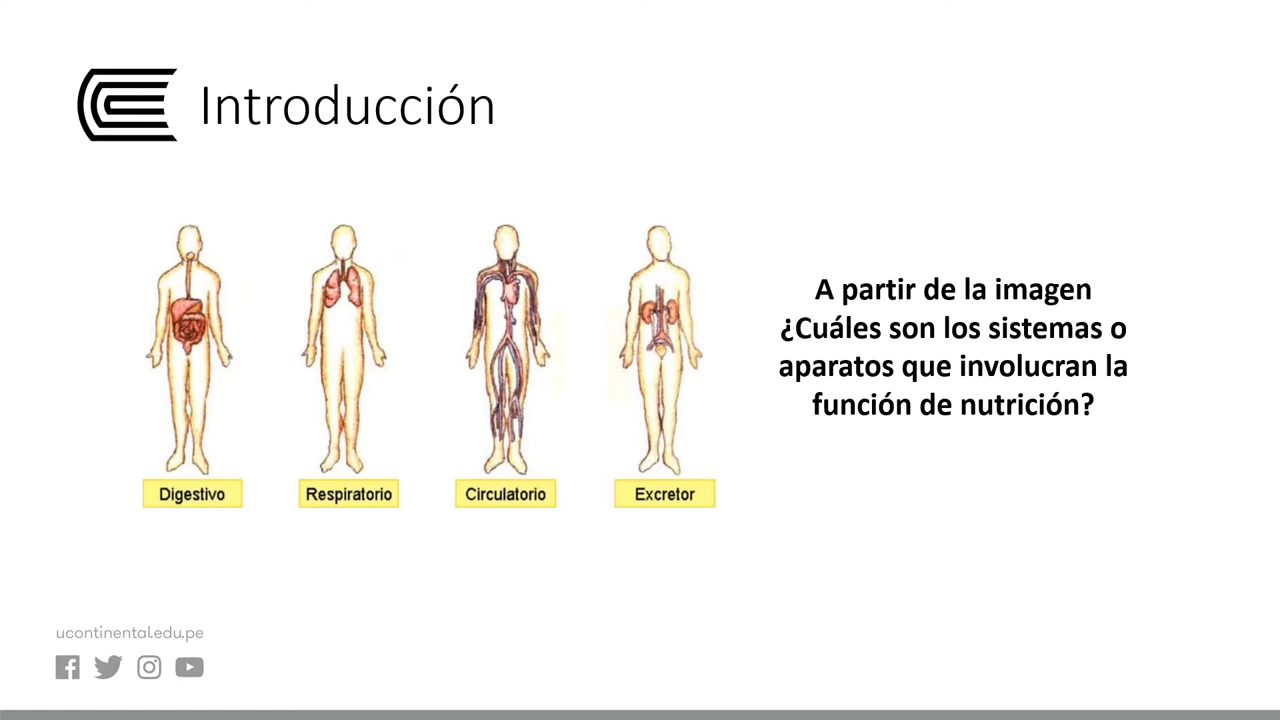 Introducción
A partir de la imagen
¿Cuáles son los sistemas o
aparatos que involucran la
función de nutrición?
Digestivo
Respiratorio
Circulatorio
Excretor
ucontinental.edu.pe